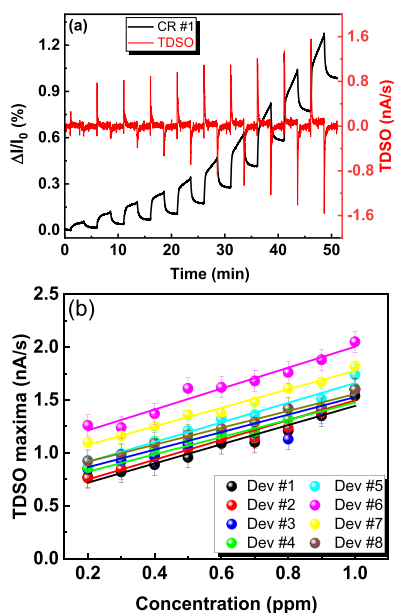 (a)
CR #1
TDSO
1.2
0.9
0.6
0.3
0.0
ΔI/I₀ (%)
1.6
0.8
0.0
-0.8
-1.6
TDSO (nA/s)
0 10 20 30 40 50
Time (min)
(b)
2.5
2.0
1.5
1.0
0.5
0.0
TDSO maxima (nA/s)
Dev #1 Dev #5
Dev #2 Dev #6
Dev #3 Dev #7
Dev #4 Dev #8
0.2 0.4 0.6 0.8 1.0
Concentration (ppm)